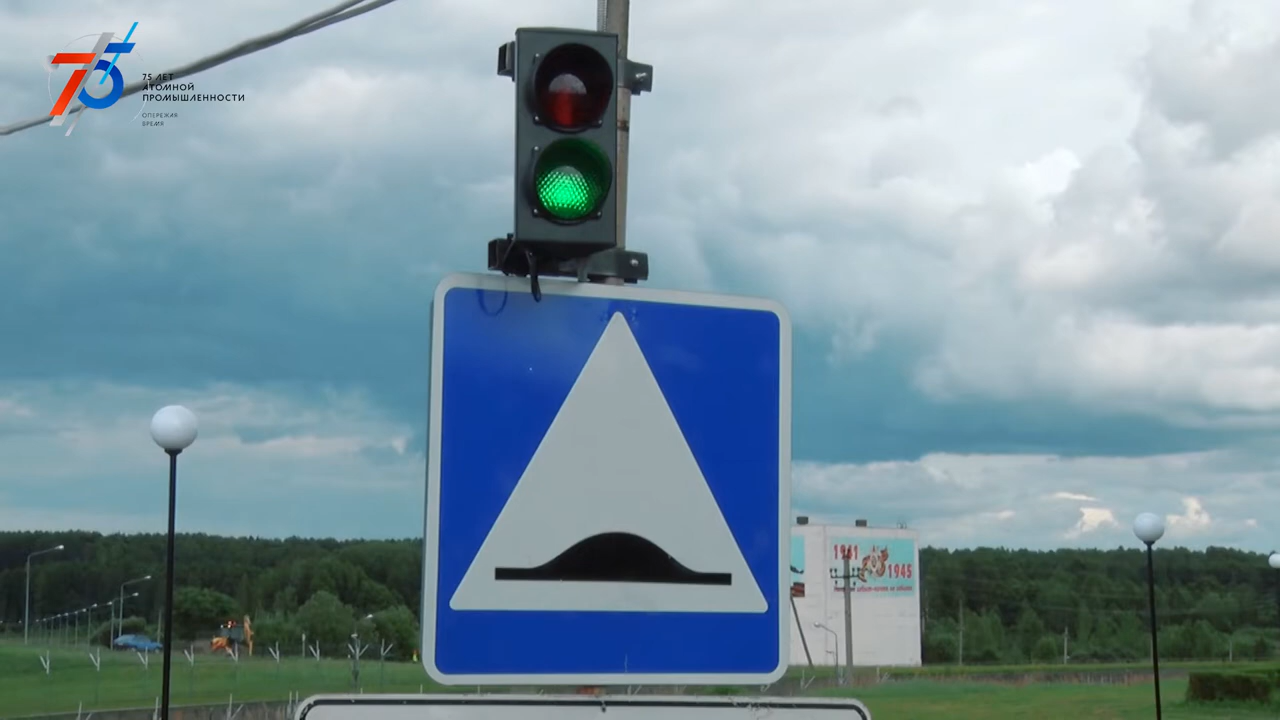 75
75 ЛЕТ
АТОМНОЙ
ПРОМЫШЛЕННОСТИ
ОПЕРЕЖАЯ
ВРЕМЯ
1941
1945